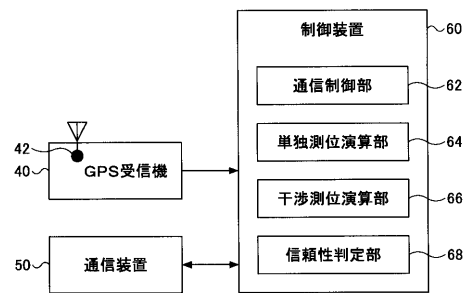 制御装置
60
通信制御部
62
42
40
GPS受信機
単独測位演算部
64
干渉測位演算部
66
50
通信装置
信頼性判定部
68